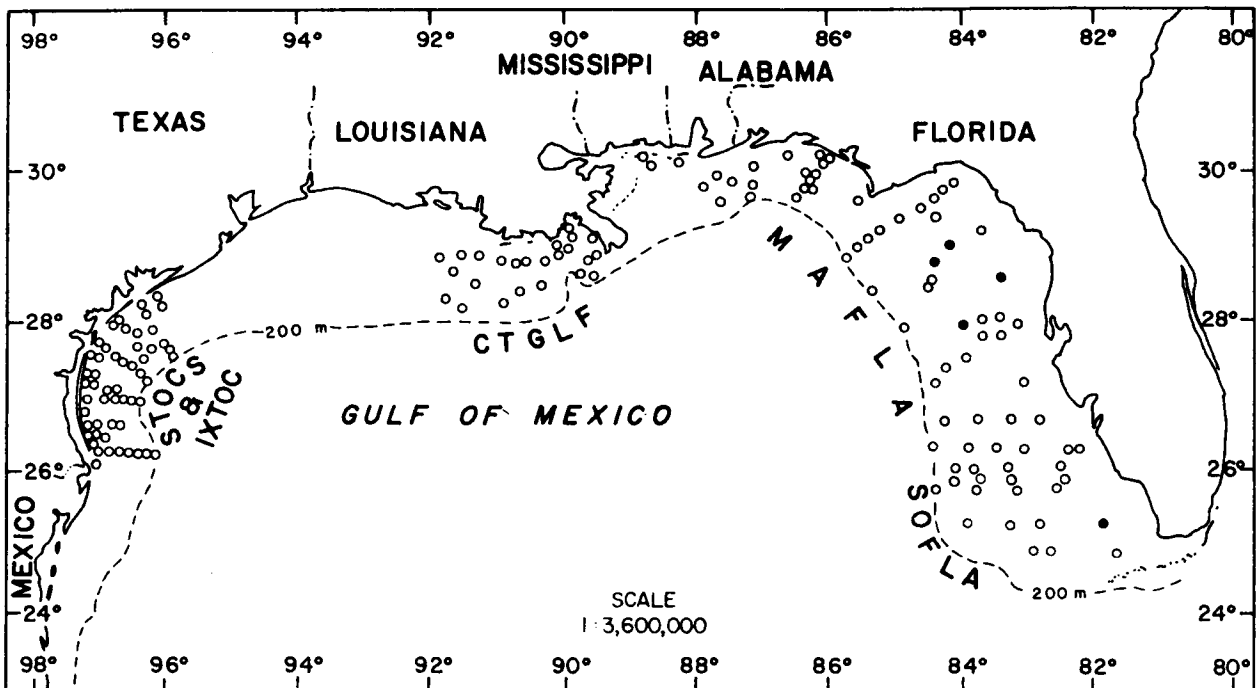 98° 96° 94° 92° 90° 88° 86° 84° 82° 80°
MISSISSIPPI ALABAMA
TEXAS LOUISIANA FLORIDA
30° 30°
MAFLA
28° 200 m 28°
CTGLF
STOCS
&
IXTOC
GULF OF MEXICO
26° 26°
SOFLA
MEXICO
200 m
24° 24°
SCALE
1:3,600,000
98° 96° 94° 92° 90° 88° 86° 84° 82° 80°